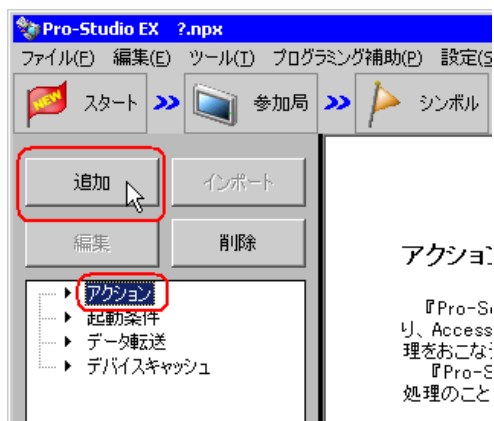 Pro-Studio EX ?.npx
ファイル(F) 編集(E) ツール(T) プログラミング補助(P) 設定(S
NEW スタート 参加局 シンボル
追加 インポート
編集 削除
アクション
起動条件
データ転送
デバイスキャッシュ
アクション
『Pro-Se
り、Access
理をおこな
『Pro-S
処理のこと